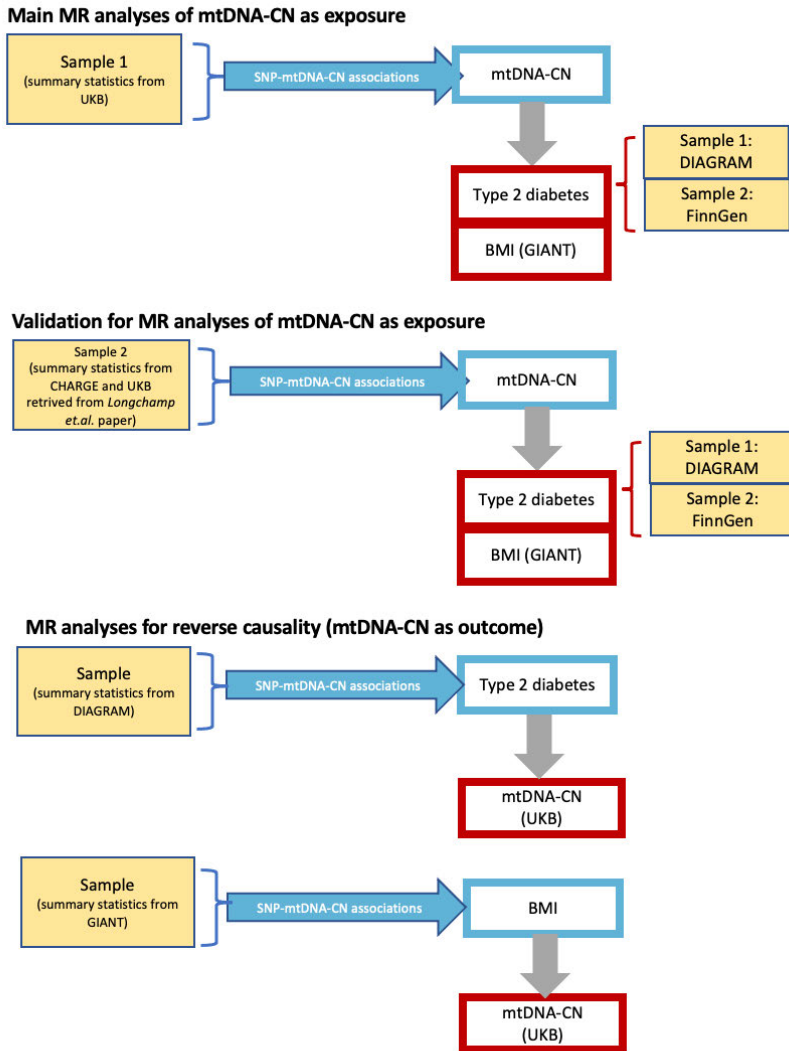 Main MR analyses of mtDNA-CN as exposure
Sample 1
(summary statistics from
UKB)
SNP-mtDNA-CN associations
mtDNA-CN
Type 2 diabetes
BMI (GIANT)
Sample 1:
DIAGRAM
Sample 2:
FinnGen
Validation for MR analyses of mtDNA-CN as exposure
Sample 2
(summary statistics from
CHARGE and UKB
retrived from Longchamp
et.al. paper)
SNP-mtDNA-CN associations
mtDNA-CN
Type 2 diabetes
BMI (GIANT)
Sample 1:
DIAGRAM
Sample 2:
FinnGen
MR analyses for reverse causality (mtDNA-CN as outcome)
Sample
(summary statistics from
DIAGRAM)
SNP-mtDNA-CN associations
Type 2 diabetes
mtDNA-CN
(UKB)
Sample
(summary statistics from
GIANT)
SNP-mtDNA-CN associations
BMI
mtDNA-CN
(UKB)